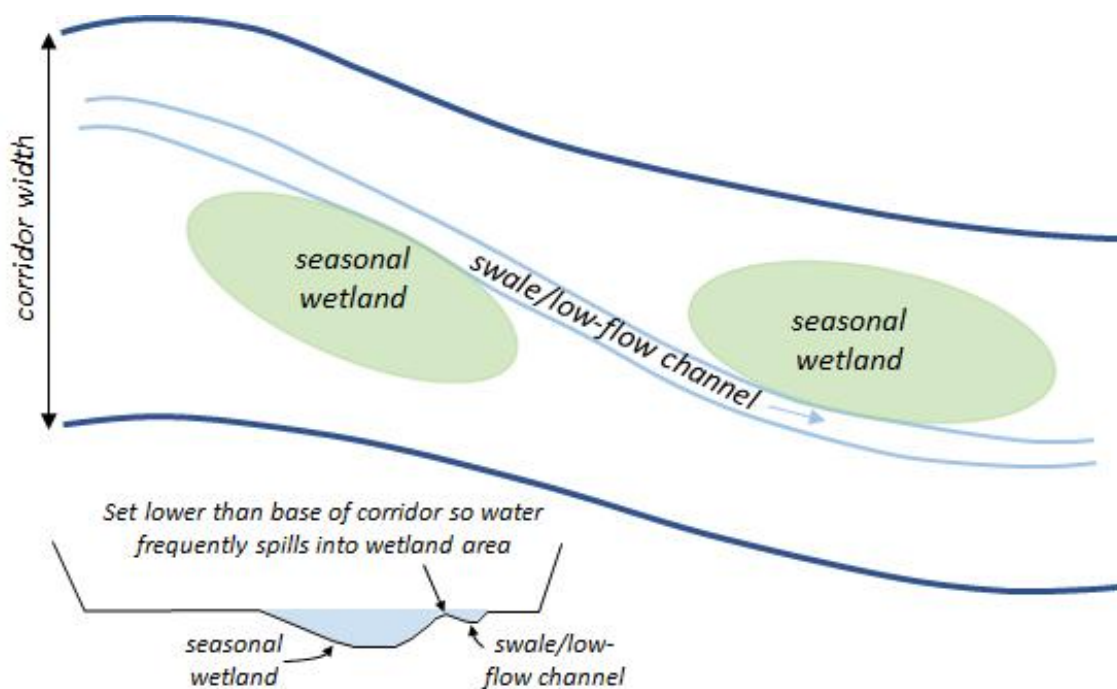 corridor width
seasonal
wetland
swale/low-flow channel
seasonal
wetland
Set lower than base of corridor so water
frequently spills into wetland area
seasonal
wetland
swale/low-
flow channel